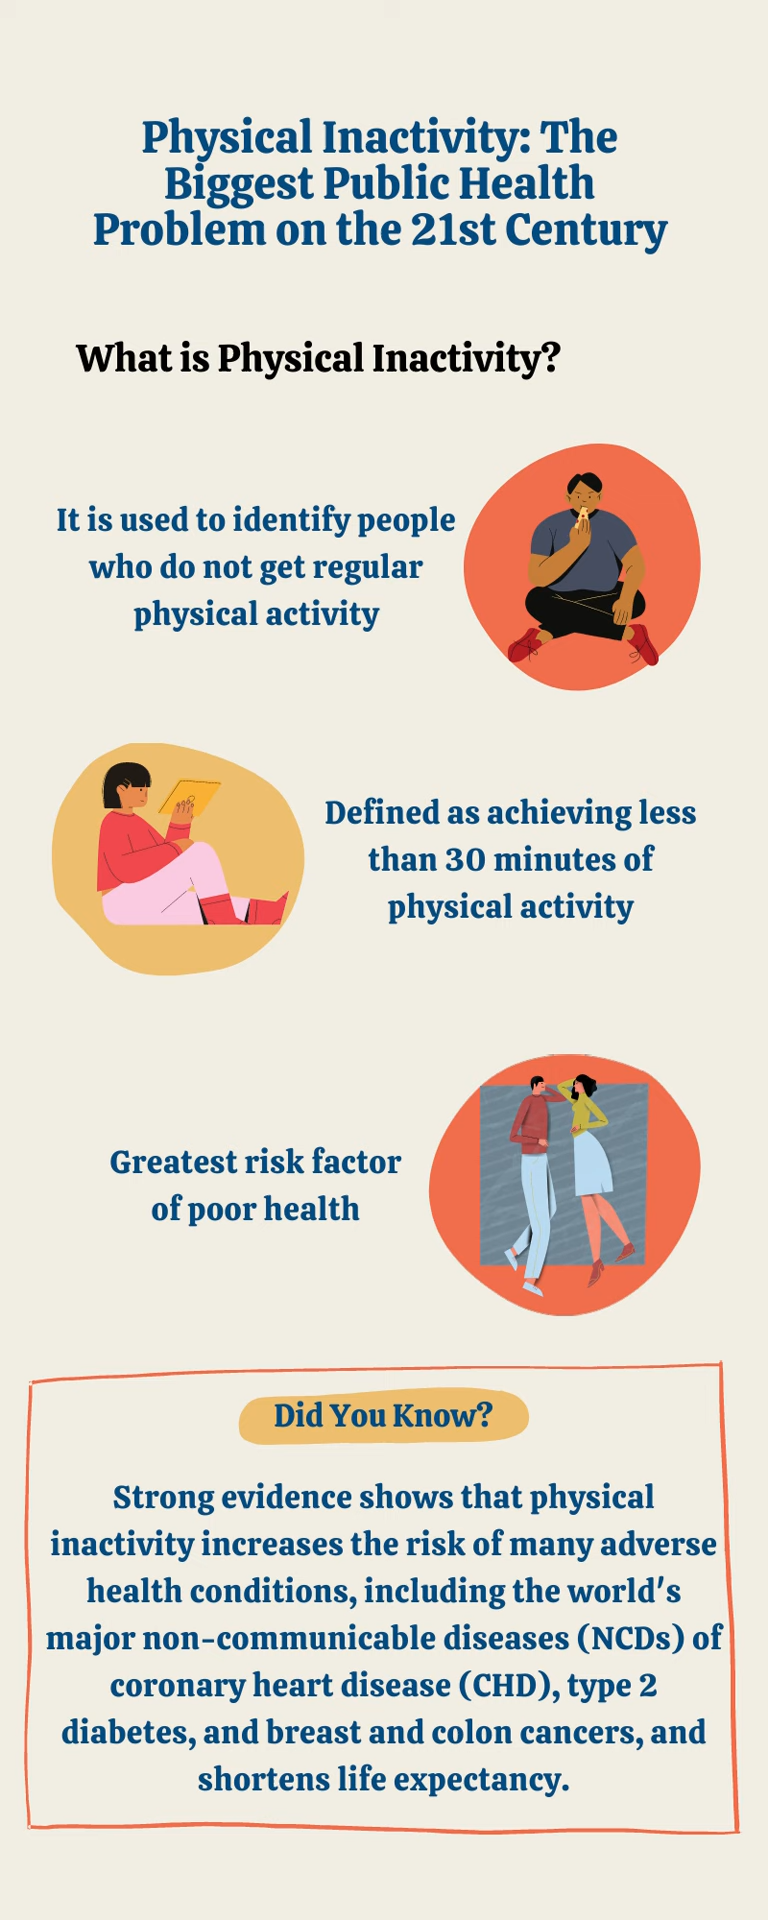 Physical Inactivity: The
Biggest Public Health
Problem on the 21st Century
What is Physical Inactivity?
It is used to identify people
who do not get regular
physical activity
Defined as achieving less
than 30 minutes of
physical activity
Greatest risk factor
of poor health
Did You Know?
Strong evidence shows that physical
inactivity increases the risk of many adverse
health conditions, including the world's
major non-communicable diseases (NCDs) of
coronary heart disease (CHD), type 2
diabetes, and breast and colon cancers, and
shortens life expectancy.